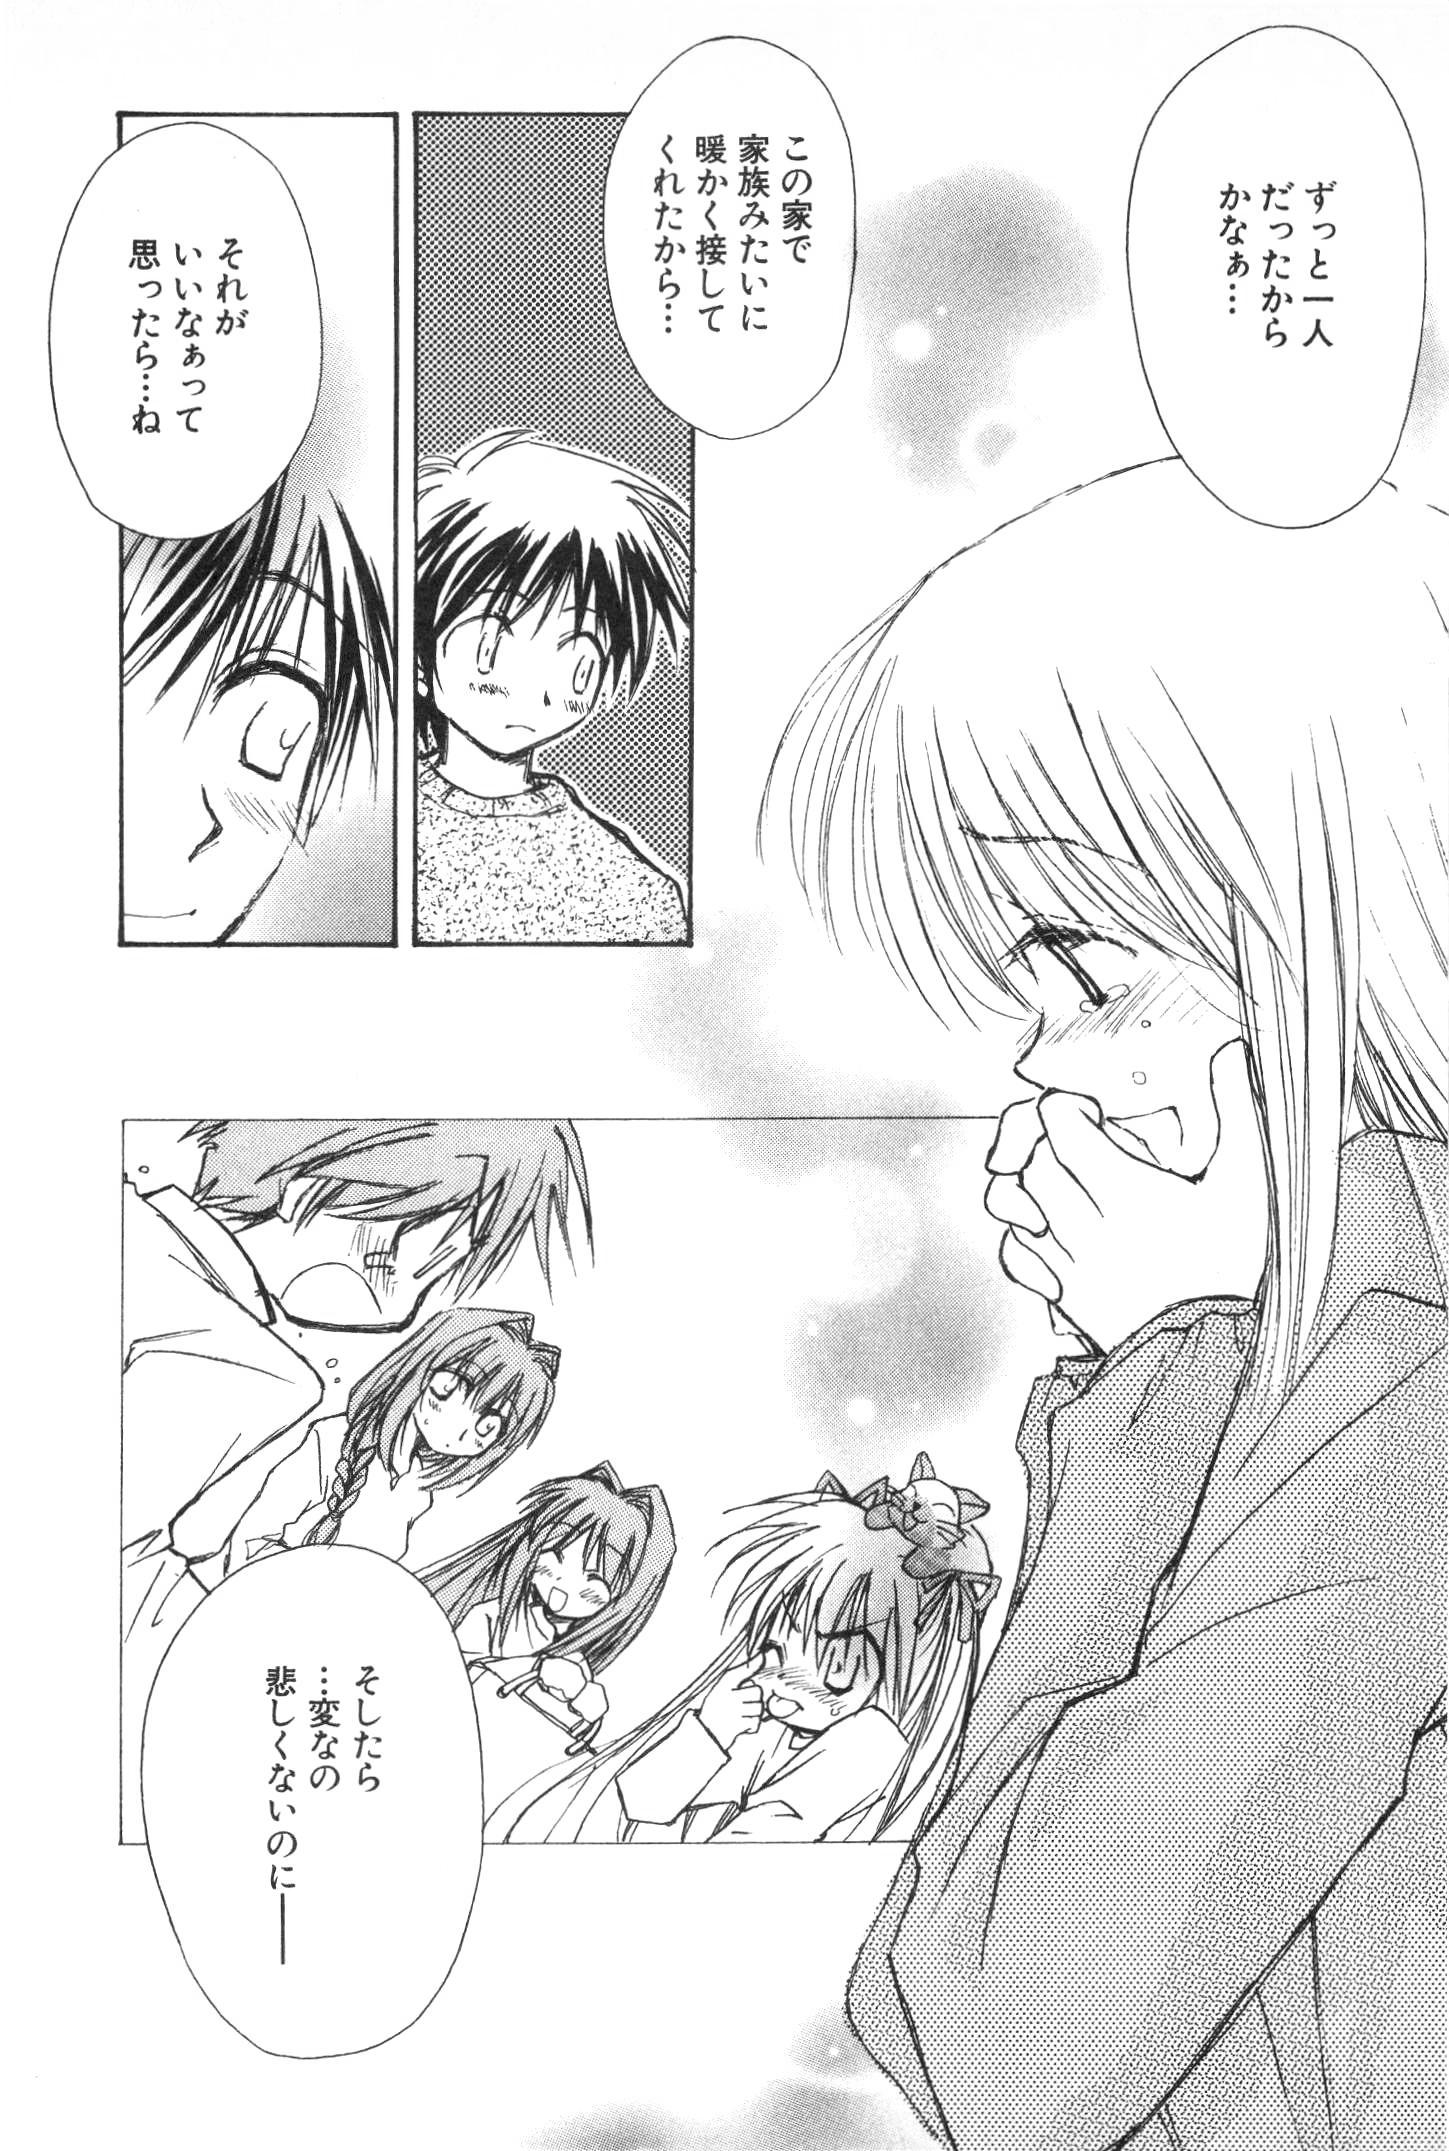 ずっと一人
だったから
かなぁ…
この家で
家族みたいに
暖かく接して
くれたから…
それが
いいなぁって
思ったら…ね
そしたら
…変なの
悲しくないのに――